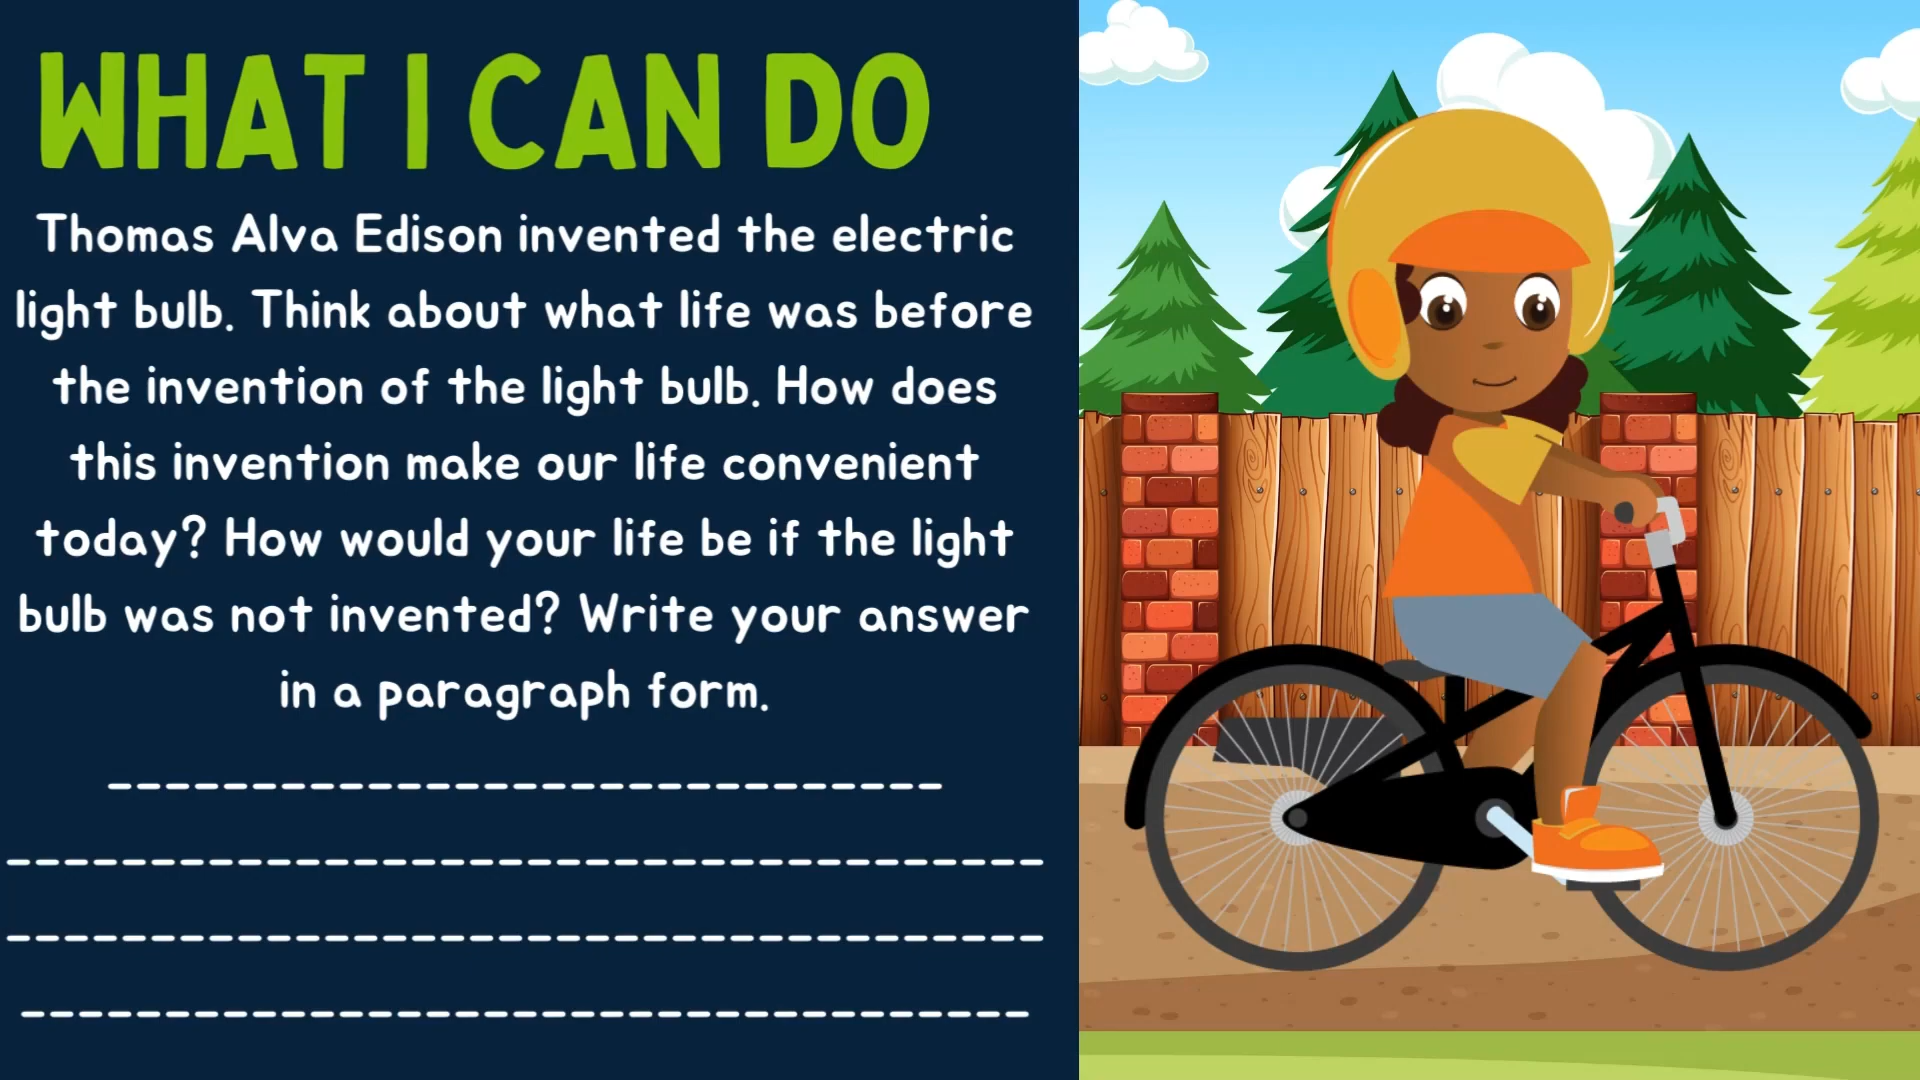 WHAT I CAN DO
Thomas Alva Edison invented the electric
light bulb. Think about what life was before
the invention of the light bulb. How does
this invention make our life convenient
today? How would your life be if the light
bulb was not invented? Write your answer
in a paragraph form.